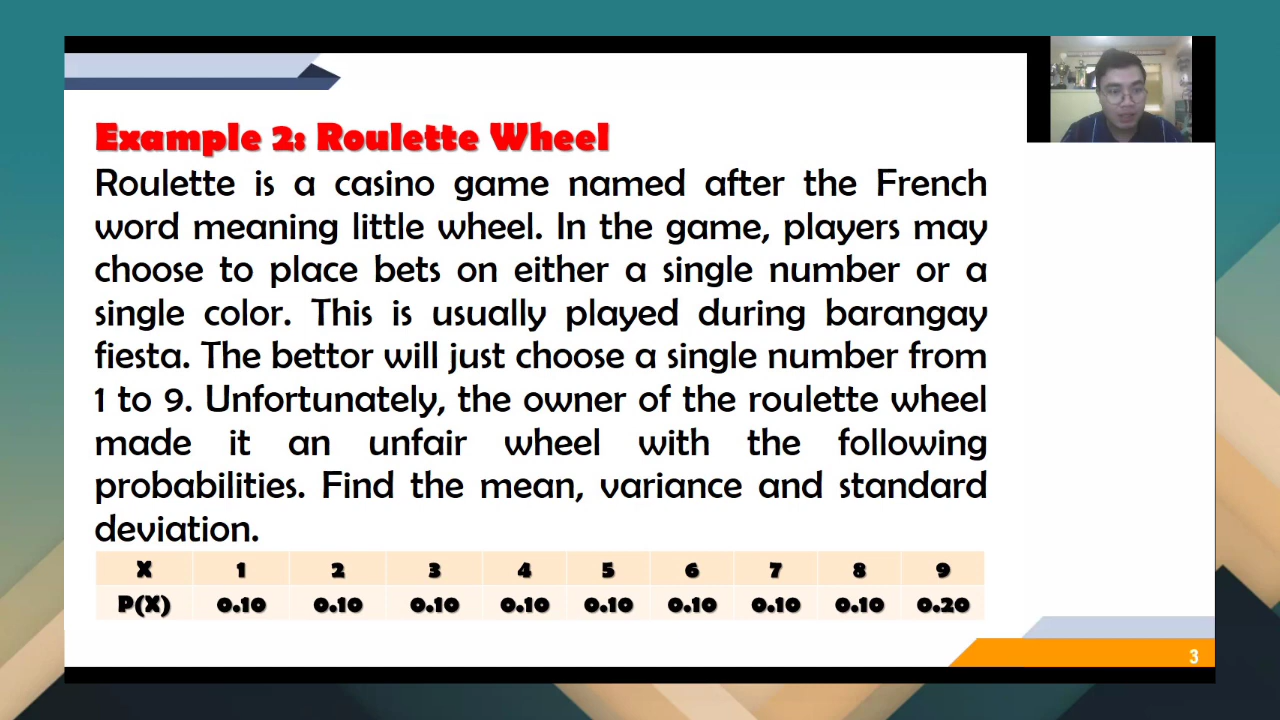 Example 2: Roulette Wheel
Roulette is a casino game named after the French
word meaning little wheel. In the game, players may
choose to place bets on either a single number or a
single color. This is usually played during barangay
fiesta. The bettor will just choose a single number from
1 to 9. Unfortunately, the owner of the roulette wheel
made it an unfair wheel with the following
probabilities. Find the mean, variance and standard
deviation.
X 1 2 3 4 5 6 7 8 9
P(X) 0.10 0.10 0.10 0.10 0.10 0.10 0.10 0.10 0.20
3